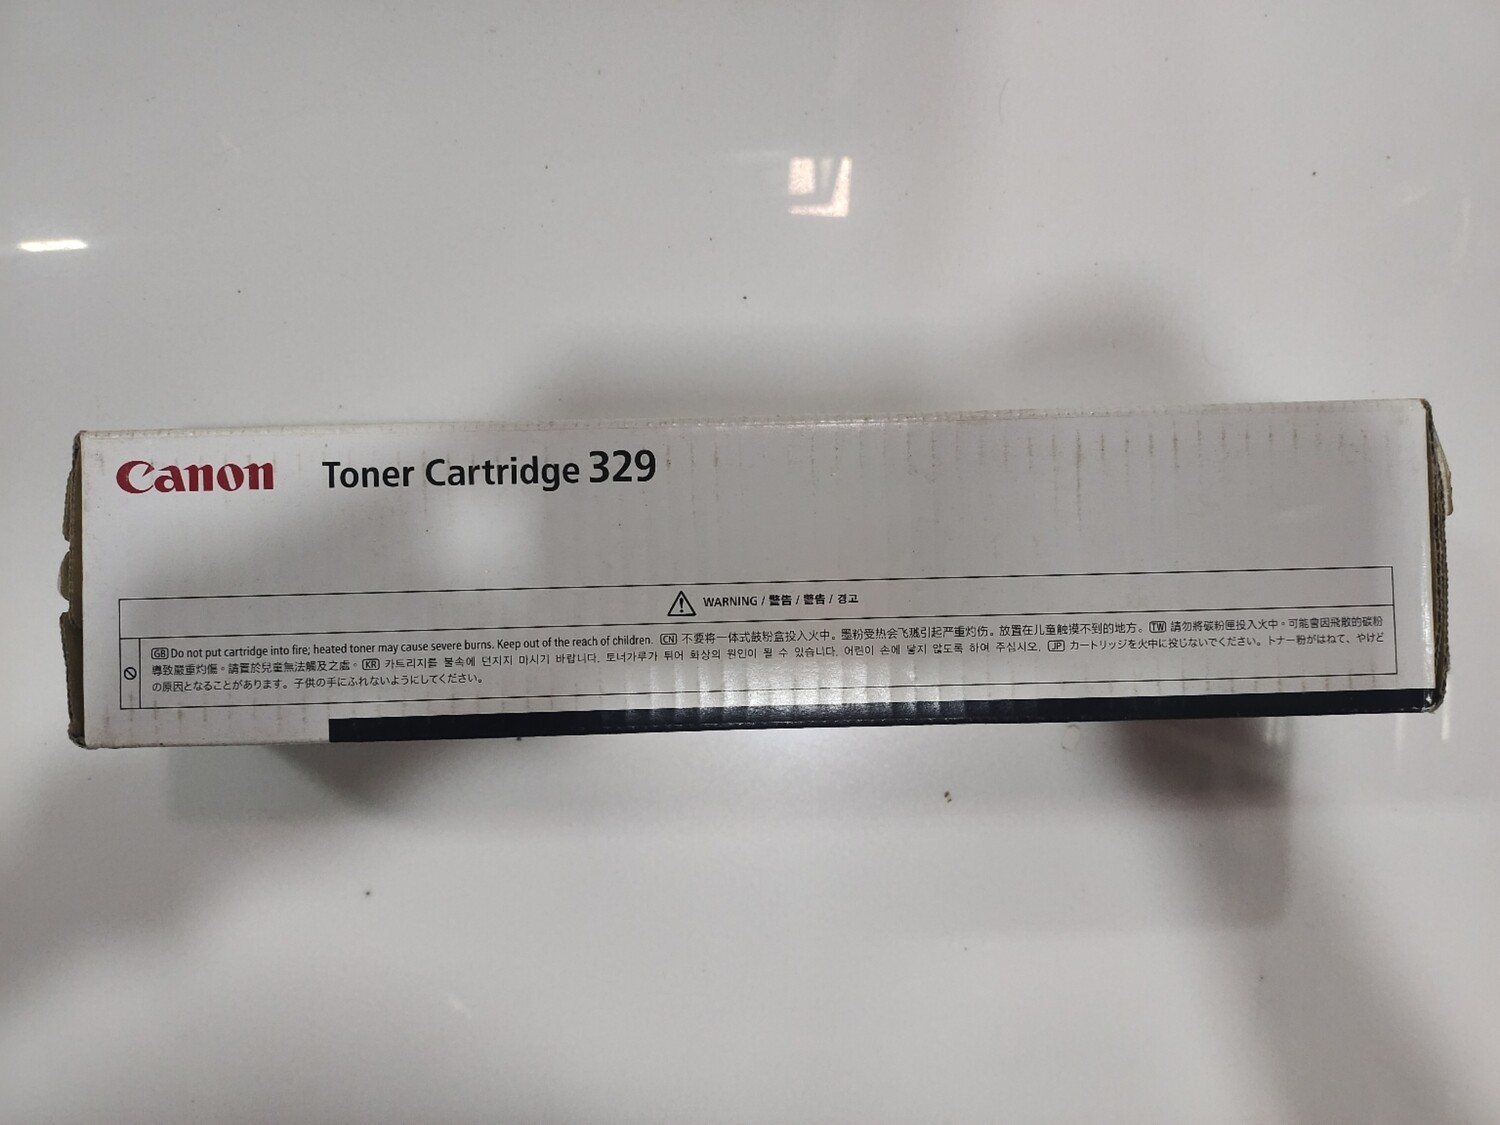 Canon Toner Cartridge 329
WARNING / 警告 / 警告 / 경고
GB Do not put cartridge into fire; heated toner may cause severe burns. Keep out of the reach of children. CN 不要将一体式鼓粉盒投入火中。墨粉受热会飞溅引起严重灼伤。放置在儿童触摸不到的地方。 TW 請勿將碳粉匣投入火中。可能會因飛散的碳粉
導致嚴重灼傷。請置於兒童無法觸及之處。 KR 카트리지를 불속에 던지지 마시기 바랍니다. 토너가루가 튀어 화상의 원인이 될 수 있습니다. 어린이 손에 닿지 않도록 하여 주십시오. JP カートリッジを火中に投じないでください。トナー粉がはねて、やけど
の原因となることがあります。子供の手にふれないようにしてください。